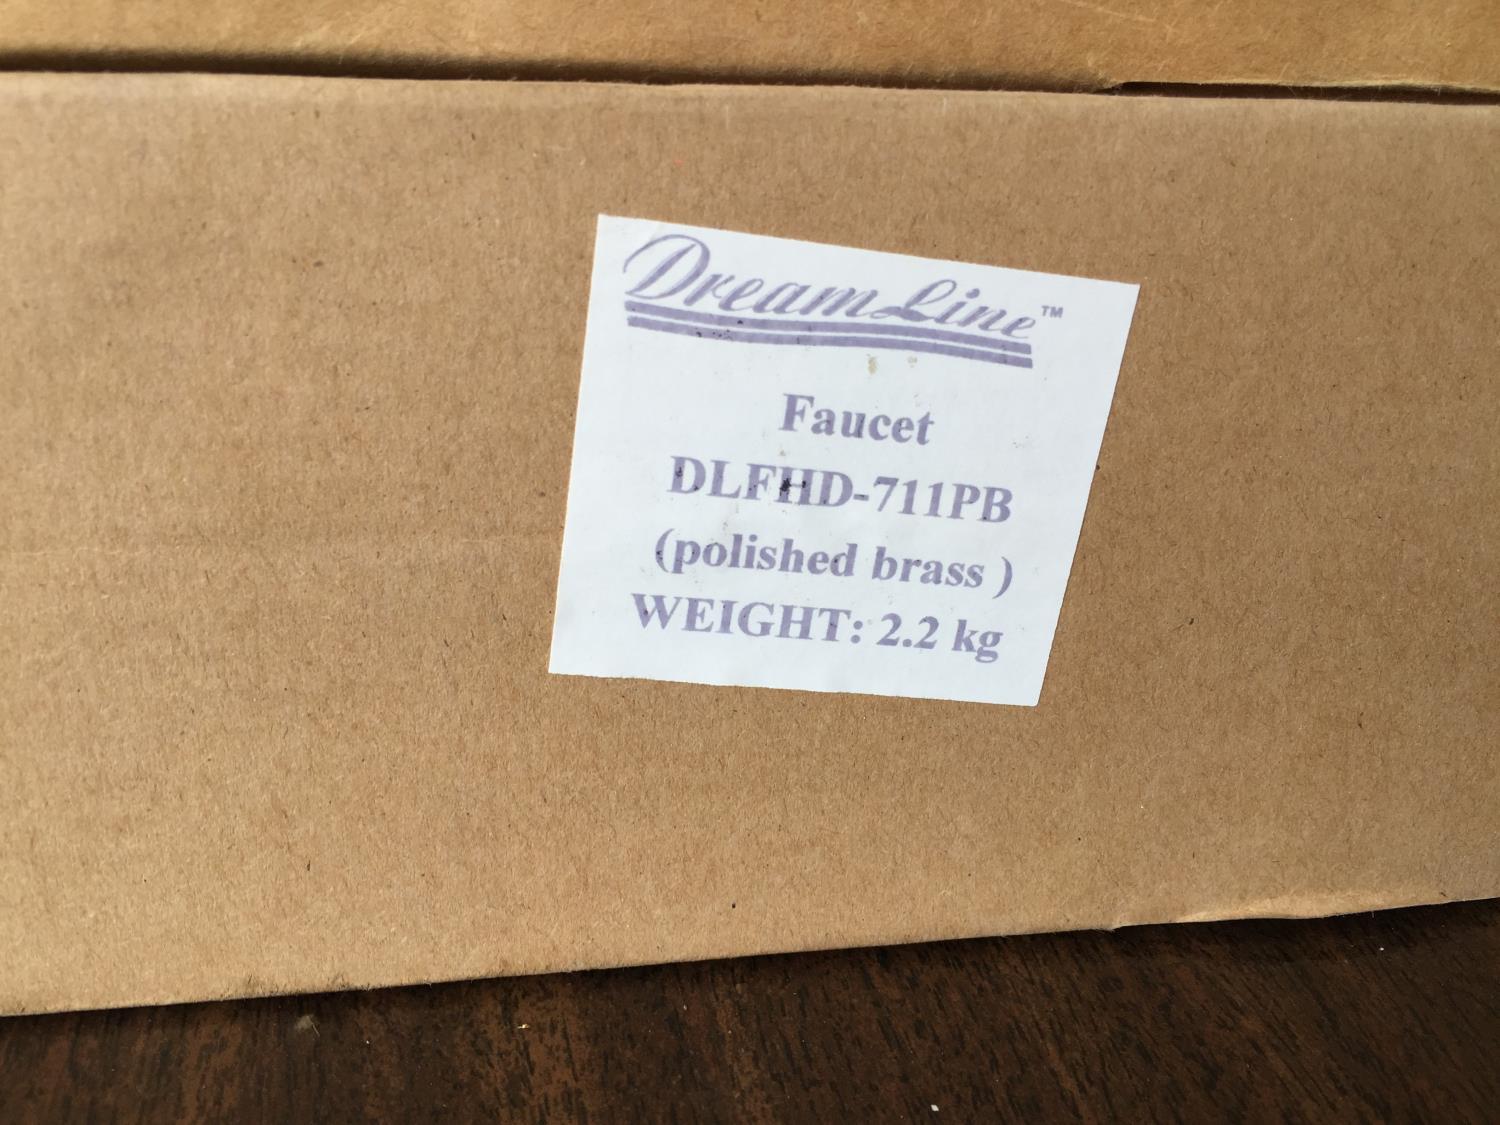 DreamLine™
Faucet
DLFHD-711PB
(polished brass )
WEIGHT: 2.2 kg